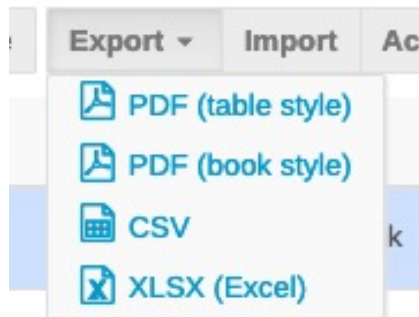 Export Import Ac
PDF (table style)
PDF (book style)
CSV
k
XLSX (Excel)